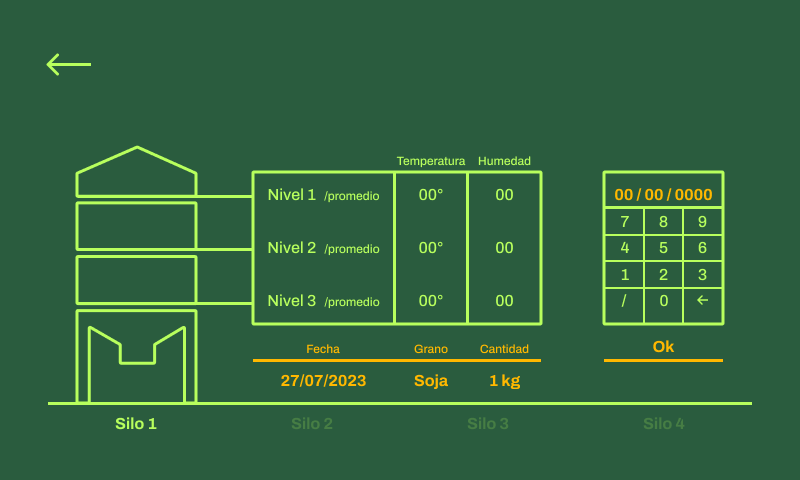 Temperatura Humedad
Nivel 1 /promedio 00° 00
Nivel 2 /promedio 00° 00
Nivel 3 /promedio 00° 00
00 / 00 / 0000
7 8 9
4 5 6
1 2 3
/ 0 ←
Ok
Fecha Grano Cantidad
27/07/2023 Soja 1 kg
Silo 1 Silo 2 Silo 3 Silo 4